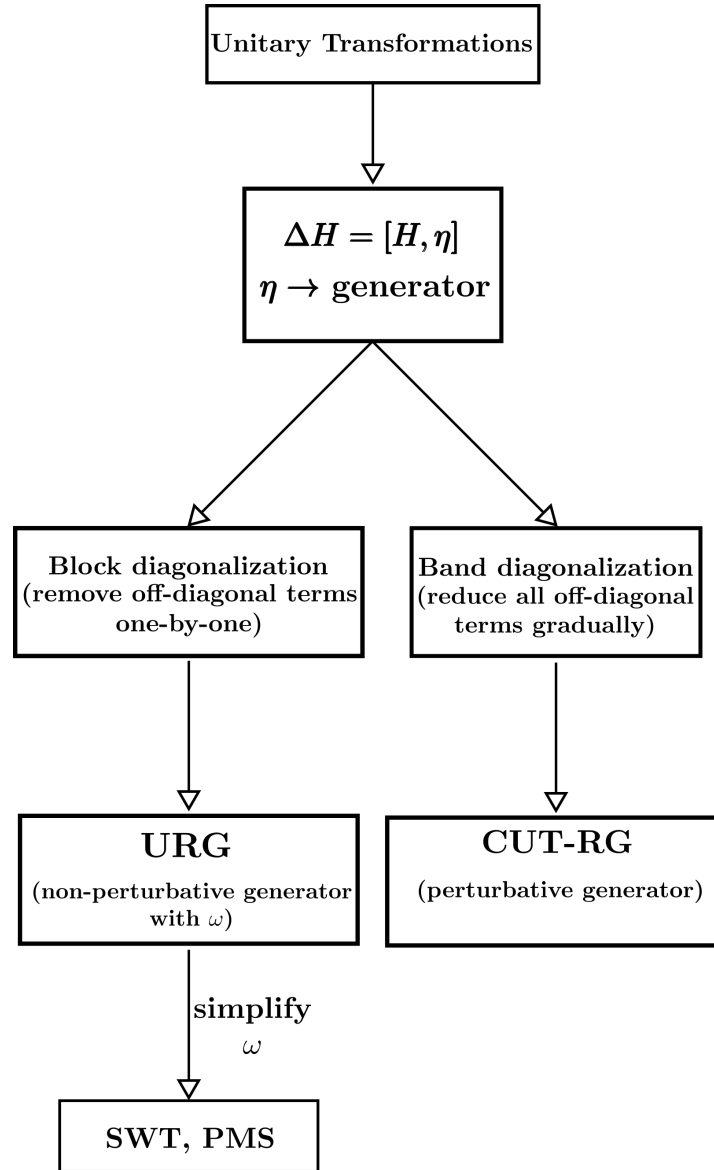 Unitary Transformations
ΔH = [H, η]
η → generator
Block diagonalization
(remove off-diagonal terms
one-by-one)
Band diagonalization
(reduce all off-diagonal
terms gradually)
URG
(non-perturbative generator
with ω)
CUT-RG
(perturbative generator)
simplify
ω
SWT, PMS